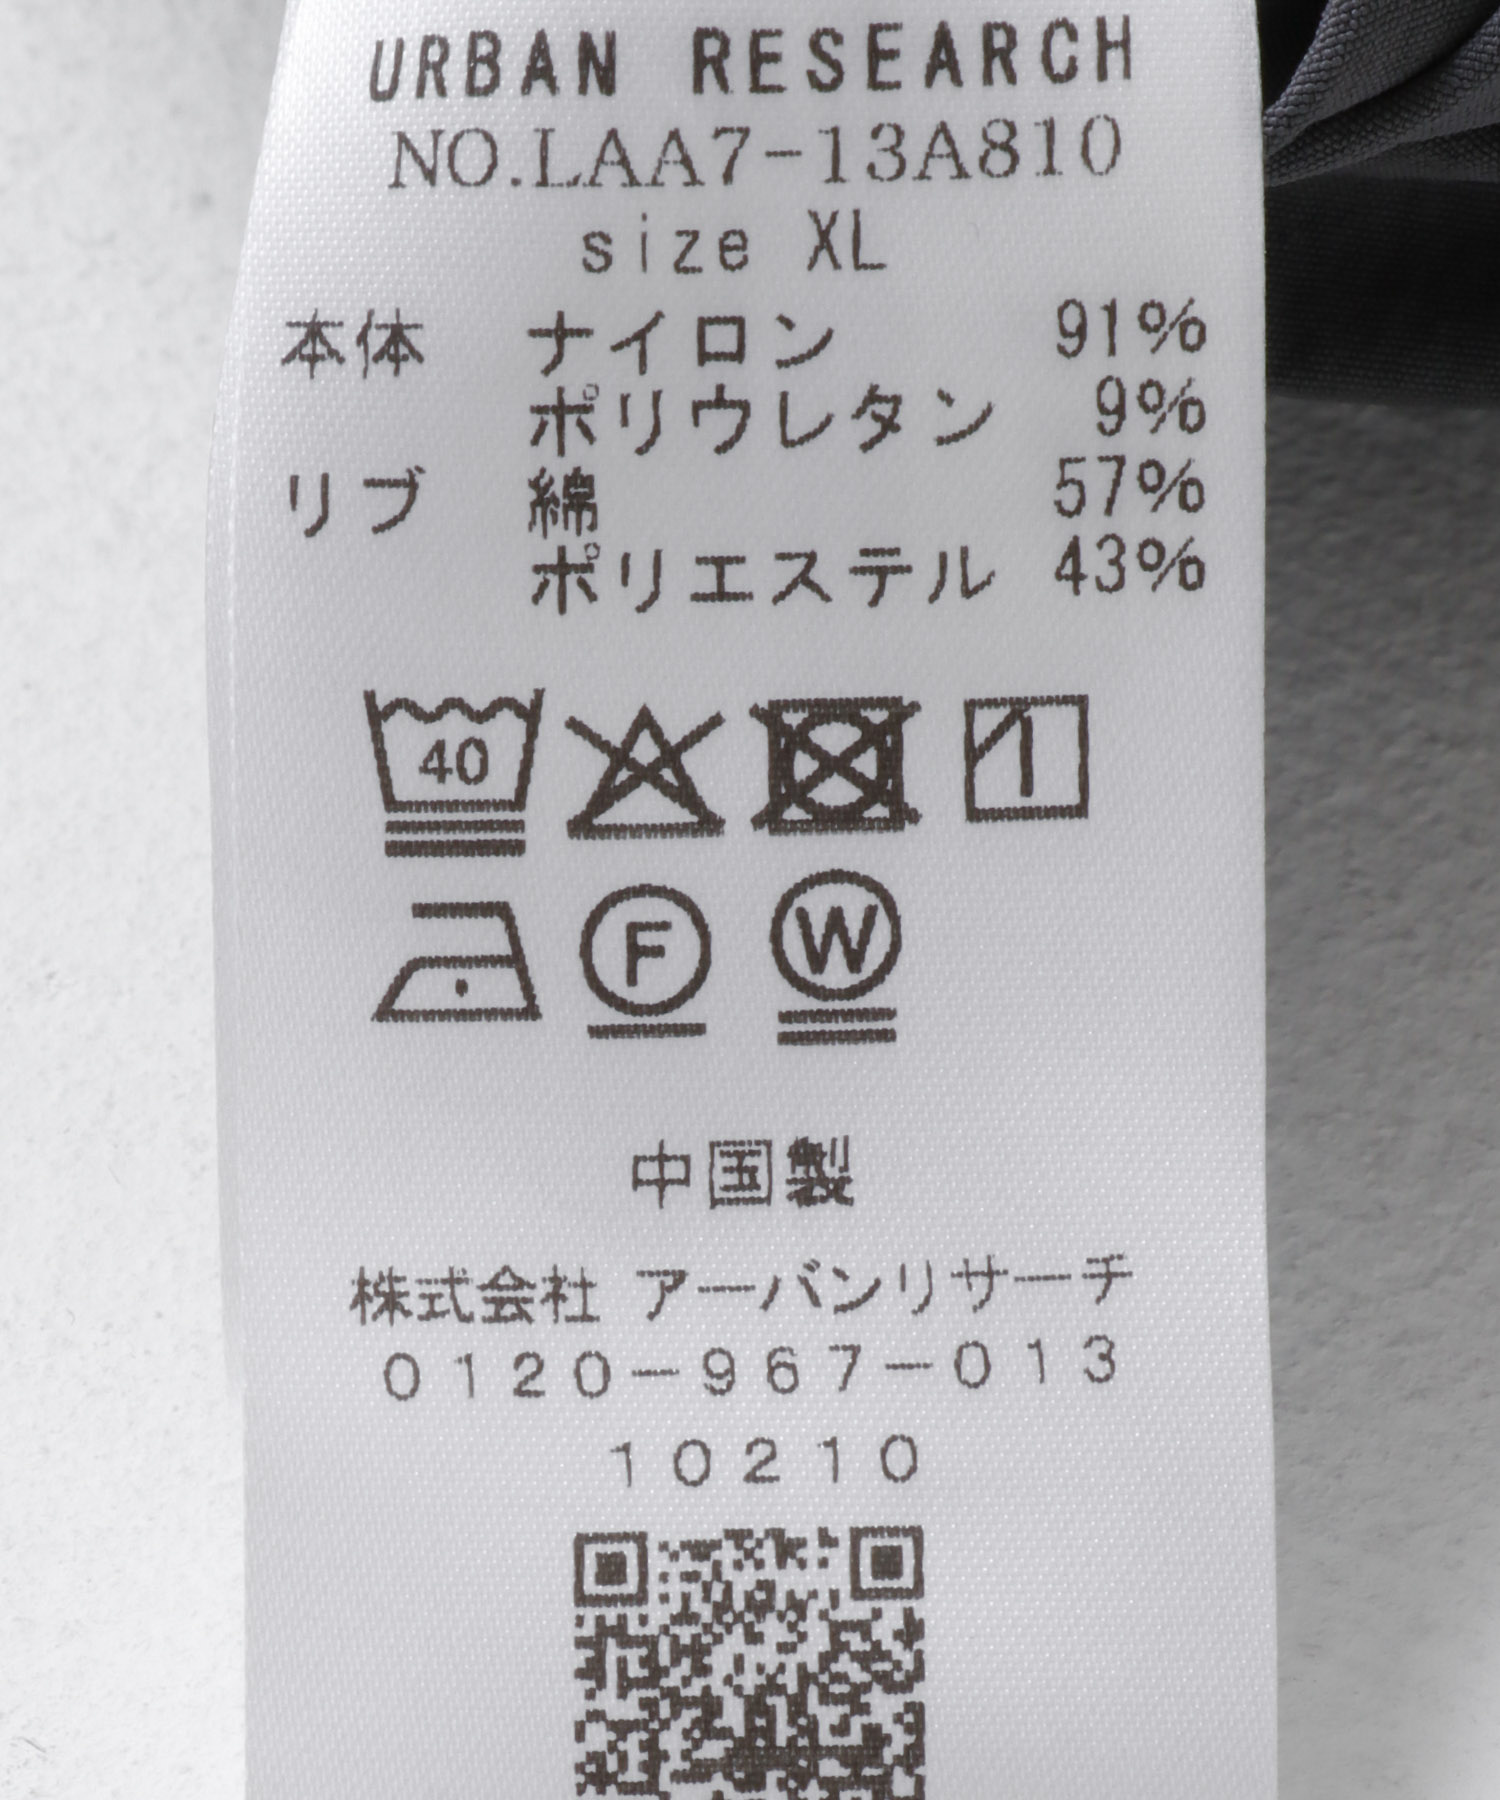 URBAN RESEARCH
NO.LAA7-13A810
size XL
本体 ナイロン 91%
ポリウレタン 9%
リブ 綿 57%
ポリエステル 43%
40
F W
中国製
株式会社 アーバンリサーチ
0120-967-013
10210